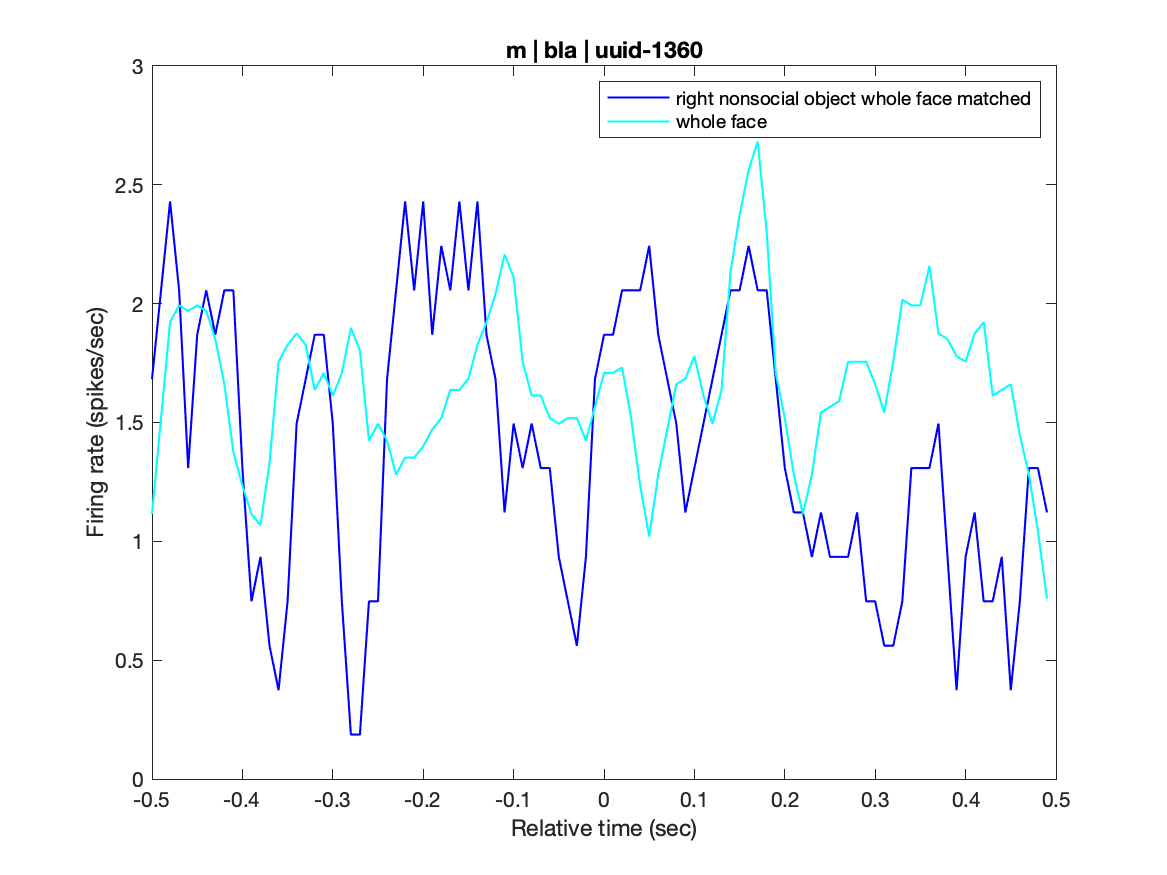 m | bla | uuid-1360
right nonsocial object whole face matched
whole face
3
2.5
2
1.5
1
0.5
0
Firing rate (spikes/sec)
-0.5 -0.4 -0.3 -0.2 -0.1 0 0.1 0.2 0.3 0.4 0.5
Relative time (sec)